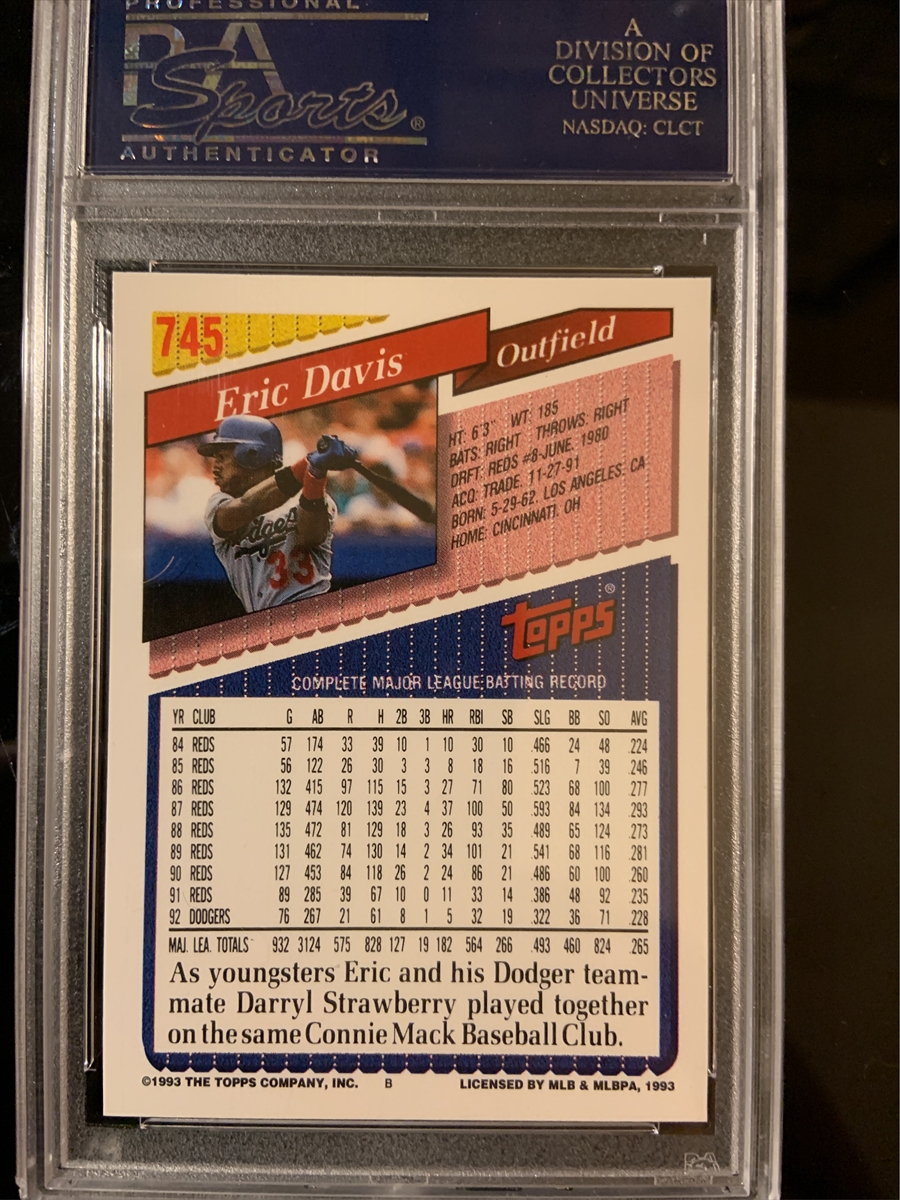 PROFESSIONAL
PSA
Sports®
AUTHENTICATOR
A
DIVISION OF
COLLECTORS
UNIVERSE
NASDAQ: CLCT
745
Eric Davis
Outfield
HT: 6'3" WT: 185
BATS: RIGHT THROWS: RIGHT
DRFT: REDS #8-JUNE, 1980
ACQ: TRADE, 11-27-91
BORN: 5-29-62, LOS ANGELES, CA
HOME: CINCINNATI, OH
Dodgers
33
topps®
COMPLETE MAJOR LEAGUE BATTING RECORD
YR CLUB G AB R H 2B 3B HR RBI SB SLG BB SO AVG
84 REDS 57 174 33 39 10 1 10 30 10 .466 24 48 .224
85 REDS 56 122 26 30 3 3 8 18 16 .516 7 39 .246
86 REDS 132 415 97 115 15 3 27 71 80 .523 68 100 .277
87 REDS 129 474 120 139 23 4 37 100 50 .593 84 134 .293
88 REDS 135 472 81 129 18 3 26 93 35 .489 65 124 .273
89 REDS 131 462 74 130 14 2 34 101 21 .541 68 116 .281
90 REDS 127 453 84 118 26 2 24 86 21 .486 60 100 .260
91 REDS 89 285 39 67 10 0 11 33 14 .386 48 92 .235
92 DODGERS 76 267 21 61 8 1 5 32 19 .322 36 71 .228
MAJ. LEA. TOTALS 932 3124 575 828 127 19 182 564 266 .493 460 824 .265
As youngsters Eric and his Dodger team-
mate Darryl Strawberry played together
on the same Connie Mack Baseball Club.
©1993 THE TOPPS COMPANY, INC. B LICENSED BY MLB & MLBPA, 1993
PSA